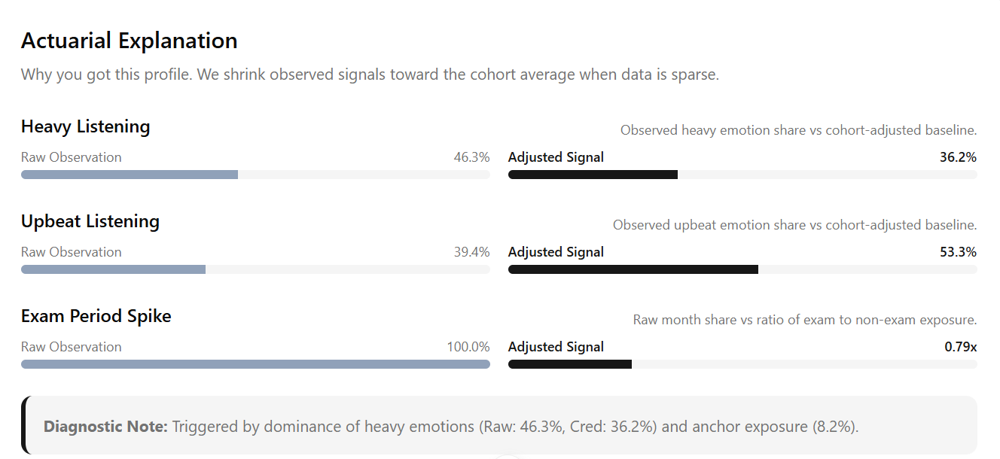 Actuarial Explanation
Why you got this profile. We shrink observed signals toward the cohort average when data is sparse.
Heavy Listening
Observed heavy emotion share vs cohort-adjusted baseline.
Raw Observation 46.3%
Adjusted Signal 36.2%
Upbeat Listening
Observed upbeat emotion share vs cohort-adjusted baseline.
Raw Observation 39.4%
Adjusted Signal 53.3%
Exam Period Spike
Raw month share vs ratio of exam to non-exam exposure.
Raw Observation 100.0%
Adjusted Signal 0.79x
Diagnostic Note: Triggered by dominance of heavy emotions (Raw: 46.3%, Cred: 36.2%) and anchor exposure (8.2%).